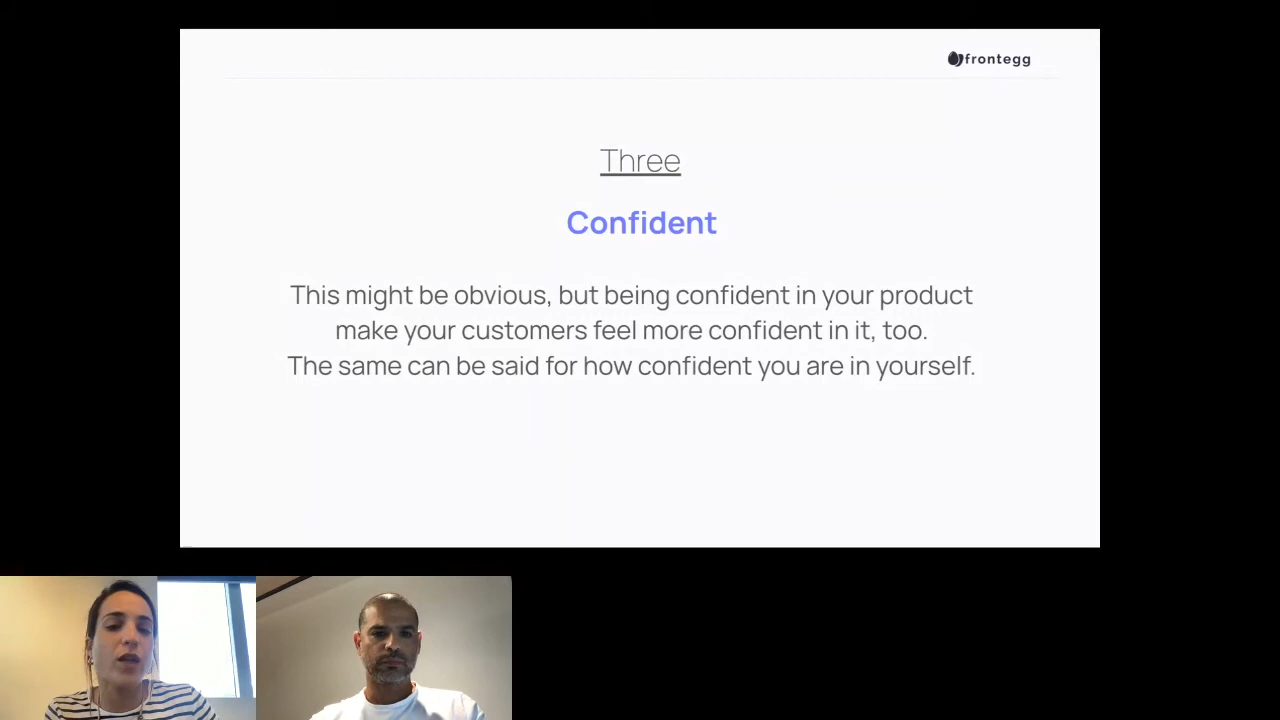 frontegg
Three
Confident
This might be obvious, but being confident in your product
make your customers feel more confident in it, too.
The same can be said for how confident you are in yourself.